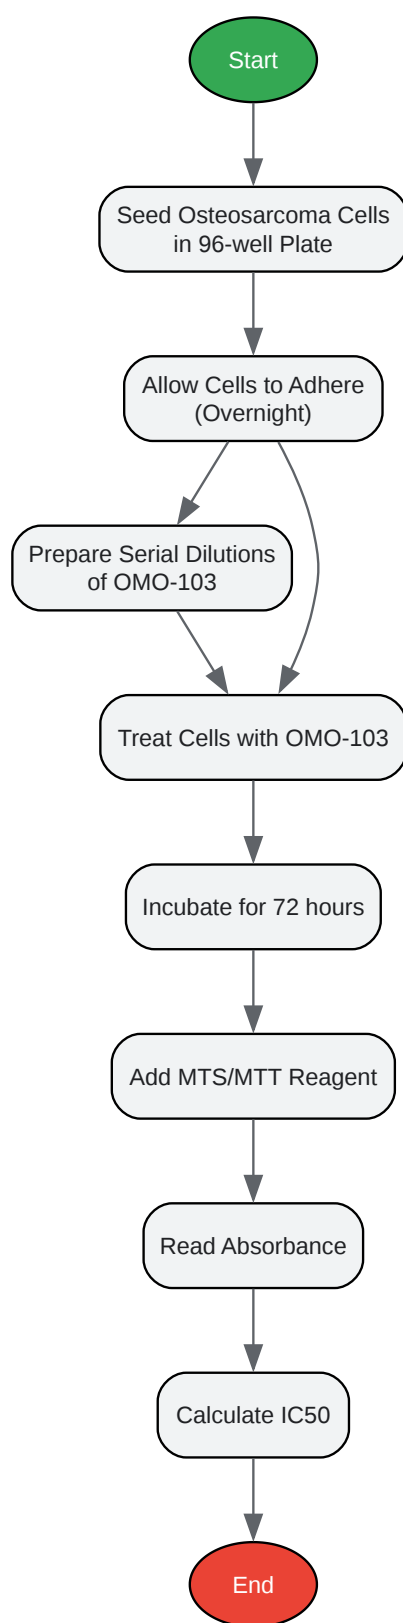 Start
Seed Osteosarcoma Cells
in 96-well Plate
Allow Cells to Adhere
(Overnight)
Prepare Serial Dilutions
of OMO-103
Treat Cells with OMO-103
Incubate for 72 hours
Add MTS/MTT Reagent
Read Absorbance
Calculate IC50
End